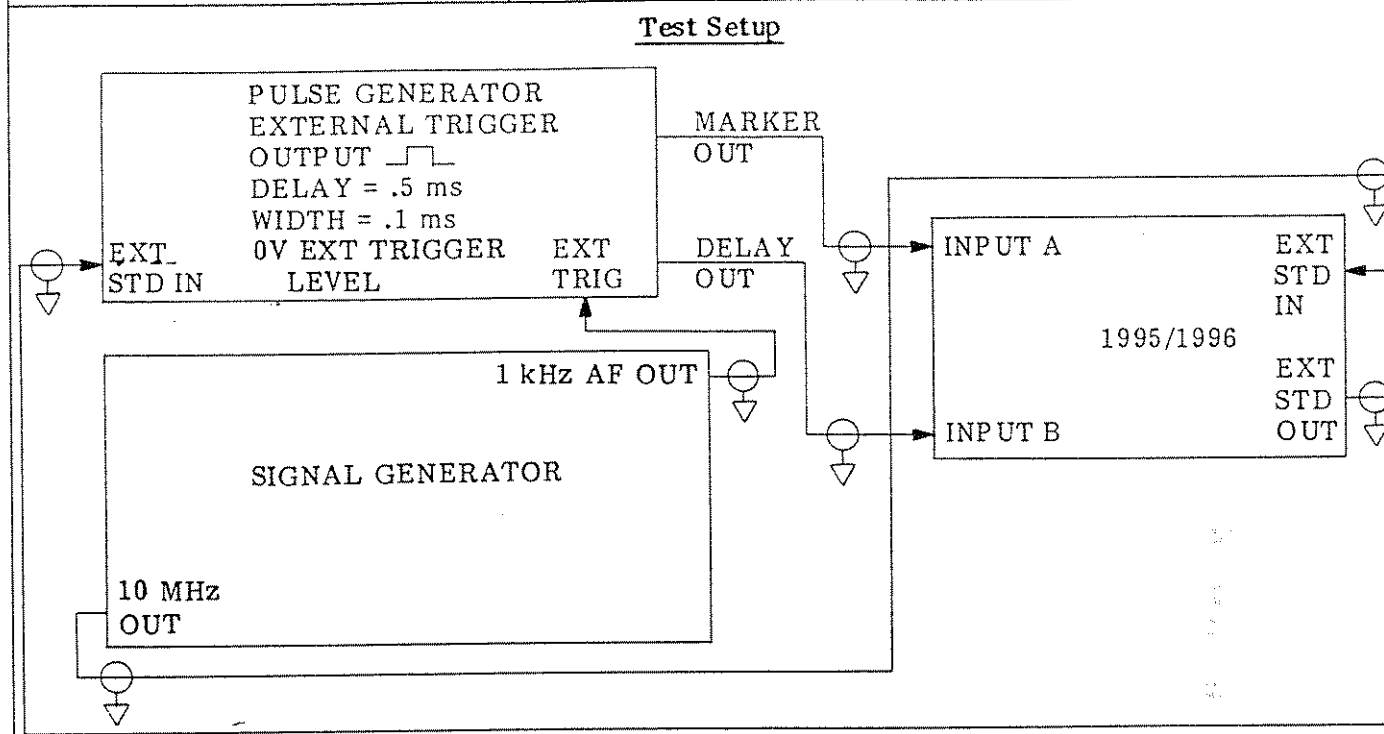 Test Setup
PULSE GENERATOR
EXTERNAL TRIGGER
OUTPUT
DELAY = .5 ms
WIDTH = .1 ms
0V EXT TRIGGER
LEVEL
EXT
STD IN
EXT
TRIG
MARKER
OUT
DELAY
OUT
INPUT A
INPUT B
1995/1996
EXT
STD
IN
EXT
STD
OUT
1 kHz AF OUT
SIGNAL GENERATOR
10 MHz
OUT